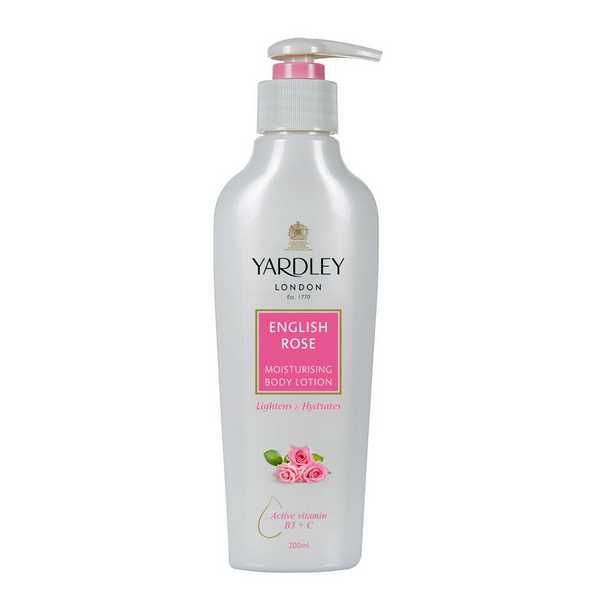 YARDLEY
LONDON
Est. 1770
ENGLISH
ROSE
MOISTURISING
BODY LOTION
Lightens & Hydrates
Active vitamin
B3 + C
200ml